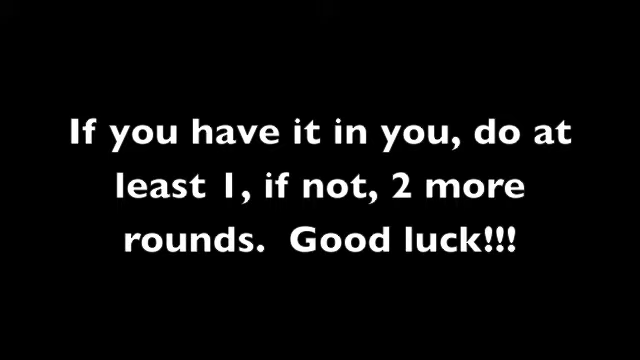 If you have it in you, do at
least 1, if not, 2 more
rounds.  Good luck!!!